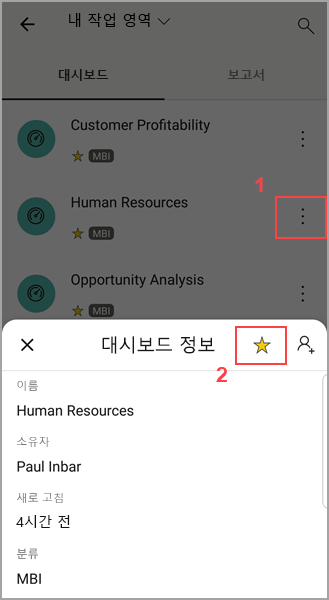 내 작업 영역
대시보드 보고서
Customer Profitability
MBI
1
Human Resources
MBI
Opportunity Analysis
MBI
대시보드 정보
2
이름
Human Resources
소유자
Paul Inbar
새로 고침
4시간 전
분류
MBI